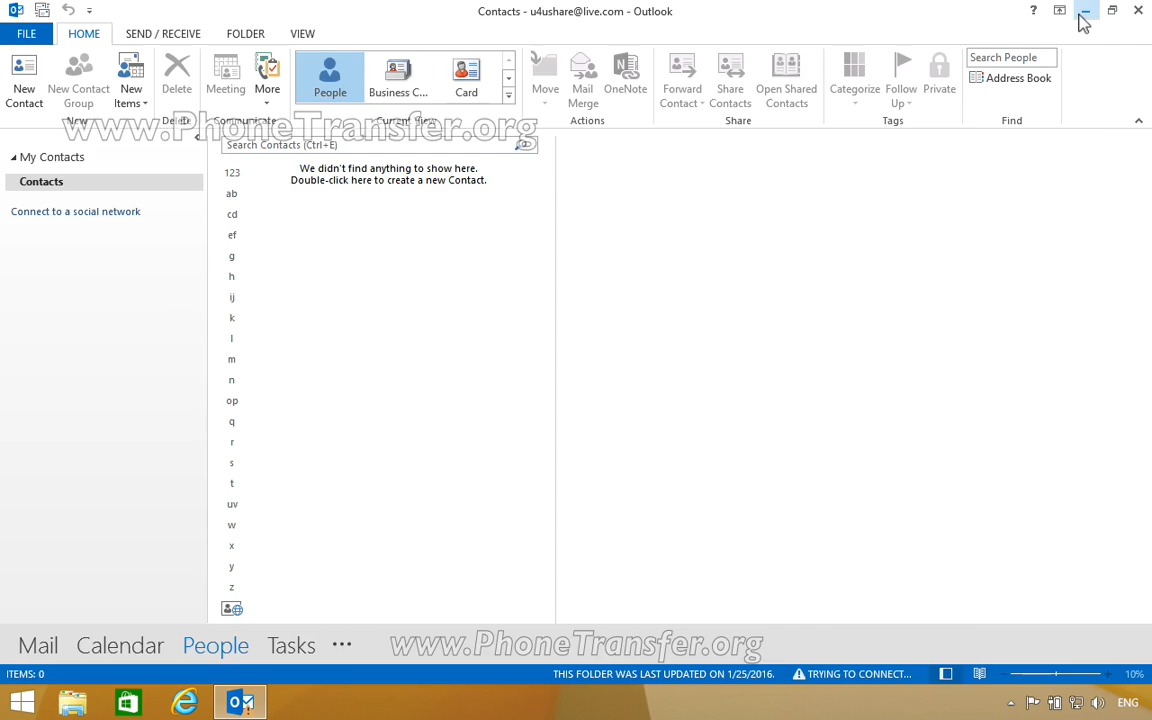 Contacts - u4ushare@live.com - Outlook
?
FILE HOME SEND / RECEIVE FOLDER VIEW
New Contact
New Contact Group
New Items
New
Delete
Delete
Meeting
More
Communicate
People
Business C...
Card
Current View
Move
Mail Merge
OneNote
Actions
Forward Contact
Share Contacts
Open Shared Contacts
Share
Categorize
Follow Up
Private
Tags
Search People
Address Book
Find
www.PhoneTransfer.org
My Contacts
Contacts
Connect to a social network
Search Contacts (Ctrl+E)
We didn't find anything to show here.
Double-click here to create a new Contact.
123
ab
cd
ef
g
h
ij
k
l
m
n
op
q
r
s
t
uv
w
x
y
z
Mail Calendar People Tasks ...
www.PhoneTransfer.org
ITEMS: 0
THIS FOLDER WAS LAST UPDATED ON 1/25/2016.
TRYING TO CONNECT...
10%
ENG